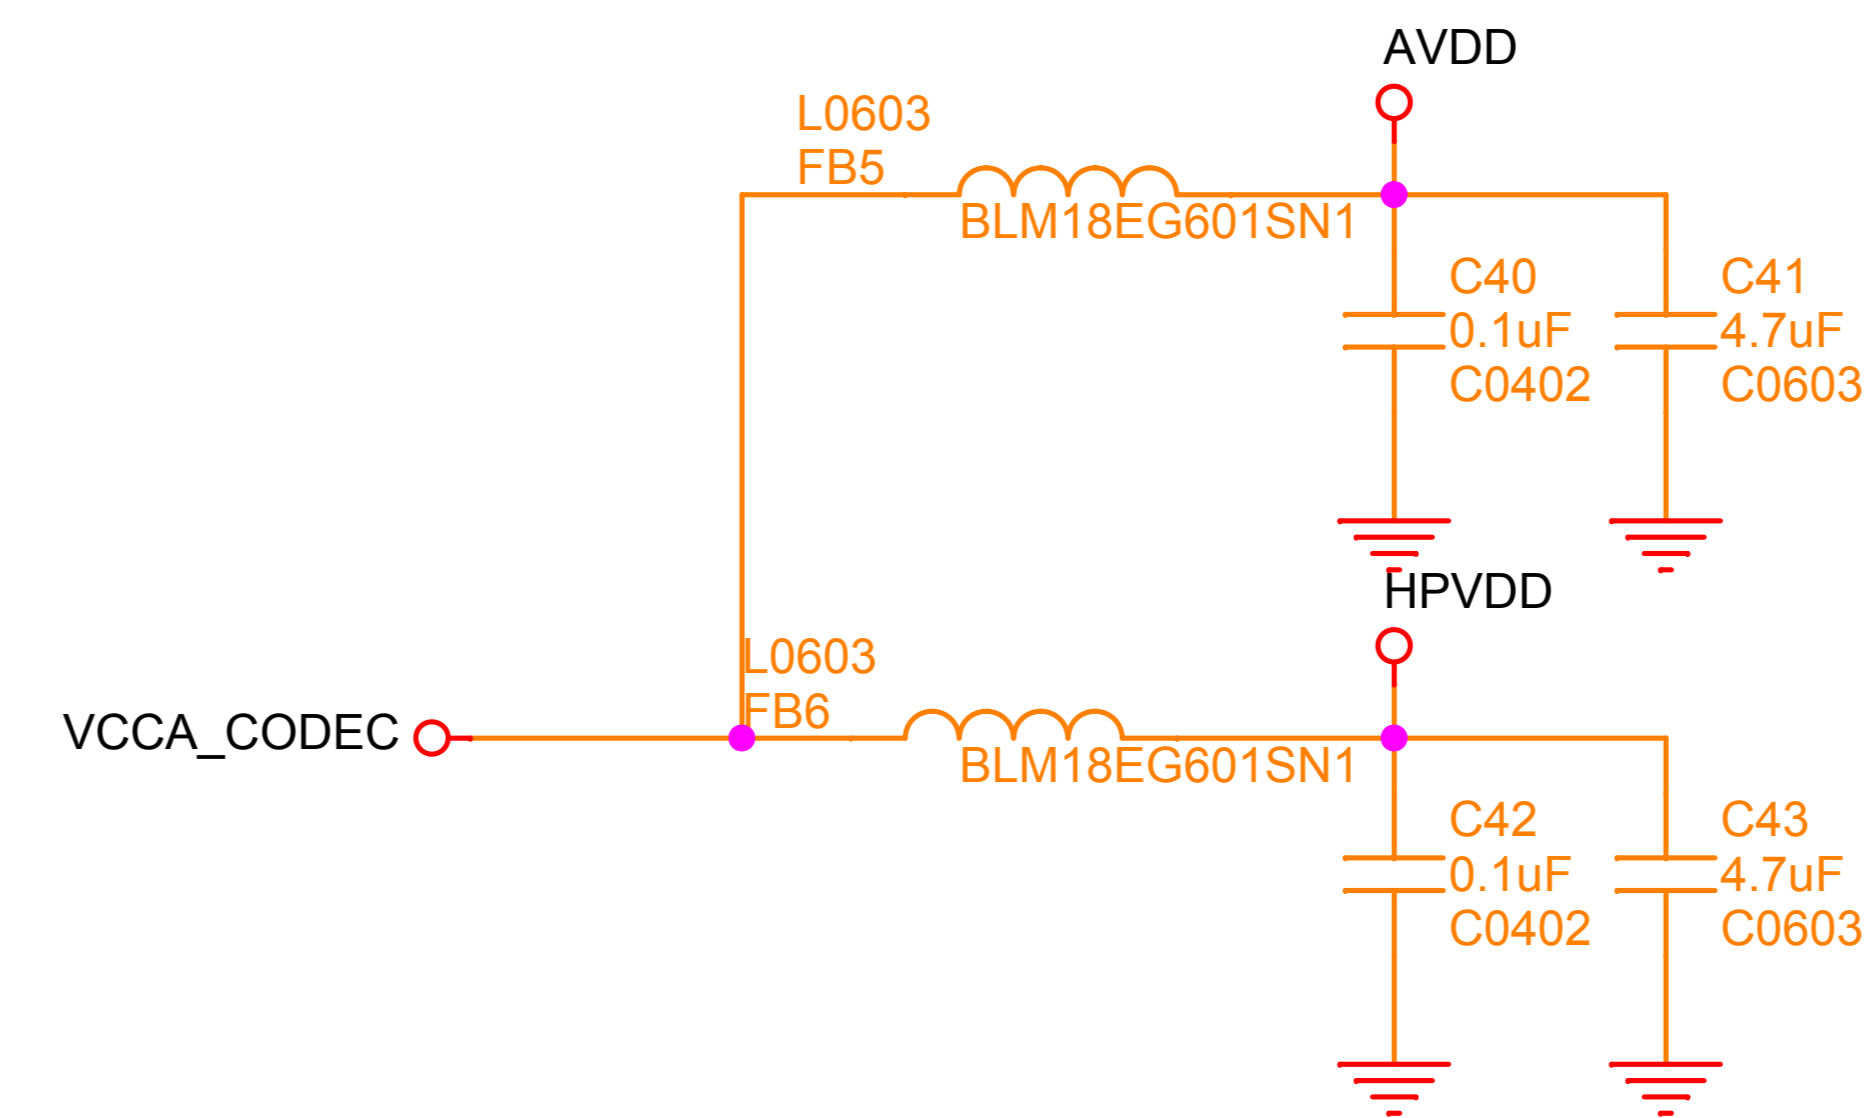 AVDD
L0603
FB5
BLM18EG601SN1
C40
0.1uF
C0402
C41
4.7uF
C0603
HPVDD
L0603
FB6
VCCA_CODEC
BLM18EG601SN1
C42
0.1uF
C0402
C43
4.7uF
C0603